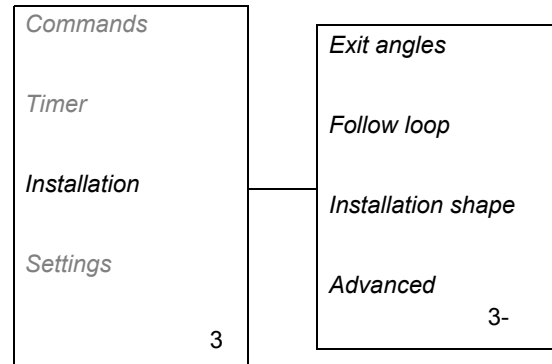 Commands
Timer
Installation
Settings
3
Exit angles
Follow loop
Installation shape
Advanced
3-